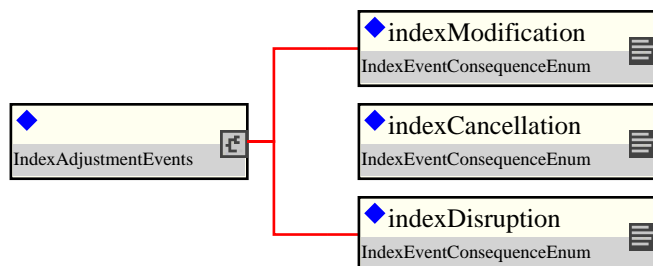 indexModification
IndexEventConsequenceEnum
IndexAdjustmentEvents
indexCancellation
IndexEventConsequenceEnum
indexDisruption
IndexEventConsequenceEnum